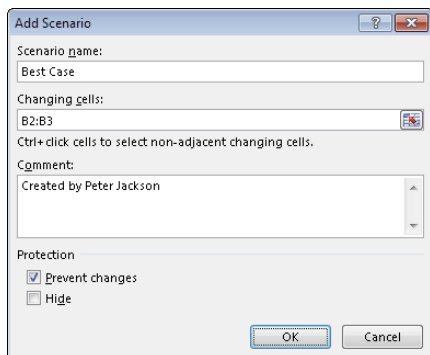 Add Scenario
?
Scenario name:
Best Case
Changing cells:
B2:B3
Ctrl+click cells to select non-adjacent changing cells.
Comment:
Created by Peter Jackson
Protection
Prevent changes
Hide
OK Cancel